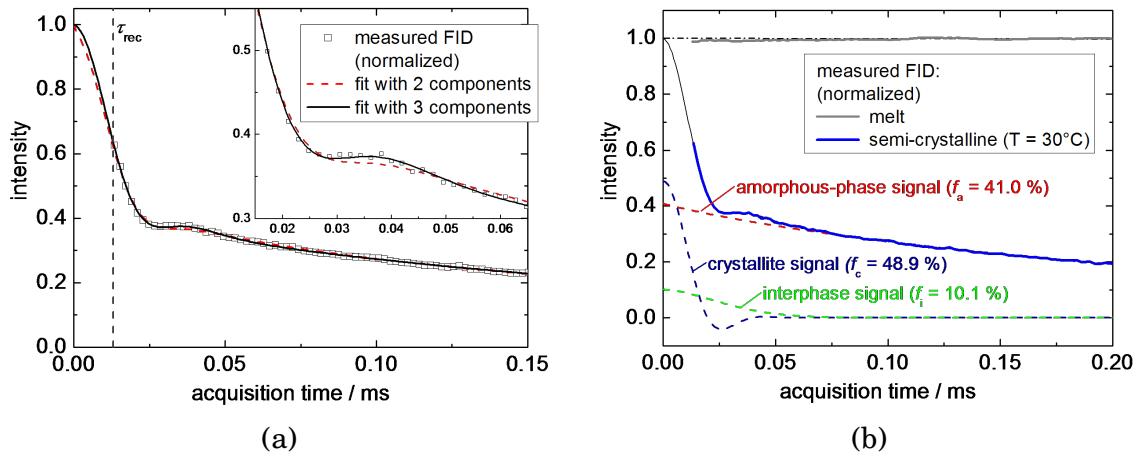 (a)
1.0
0.8
0.6
0.4
0.2
0.0
intensity
0.00
0.05
0.10
0.15
acquisition time / ms
τrec
0.5
0.4
0.3
0.02
0.03
0.04
0.05
0.06
measured FID
(normalized)
fit with 2 components
fit with 3 components
(b)
1.0
0.8
0.6
0.4
0.2
0.0
intensity
0.00
0.05
0.10
0.15
0.20
acquisition time / ms
measured FID:
(normalized)
melt
semi-crystalline (T = 30°C)
amorphous-phase signal (fa = 41.0 %)
crystallite signal (fc = 48.9 %)
interphase signal (fi = 10.1 %)